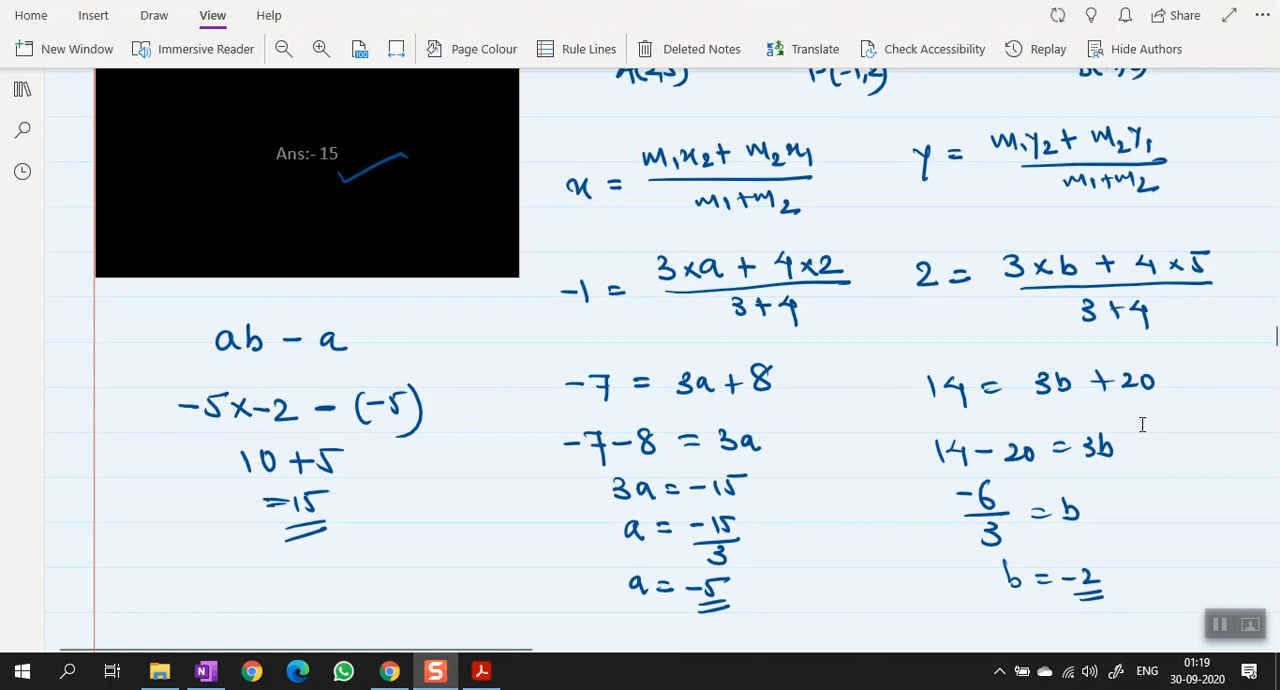 Home Insert Draw View Help Share
New Window Immersive Reader Page Colour Rule Lines Deleted Notes Translate Check Accessibility Replay Hide Authors
Ans:- 15
P(-1,2)
x = m₁x₂ + m₂x₁ / m₁+m₂
y = m₁y₂ + m₂y₁ / m₁+m₂
-1 = 3×a + 4×2 / 3+4
2 = 3×b + 4×5 / 3+4
ab - a
-7 = 3a+8
14 = 3b +20
-5×-2 - (-5)
-7-8 = 3a
14-20 = 3b
10+5
3a = -15
-6/3 = b
=15
a = -15/3
a = -5
b = -2
ENG
01:19
30-09-2020